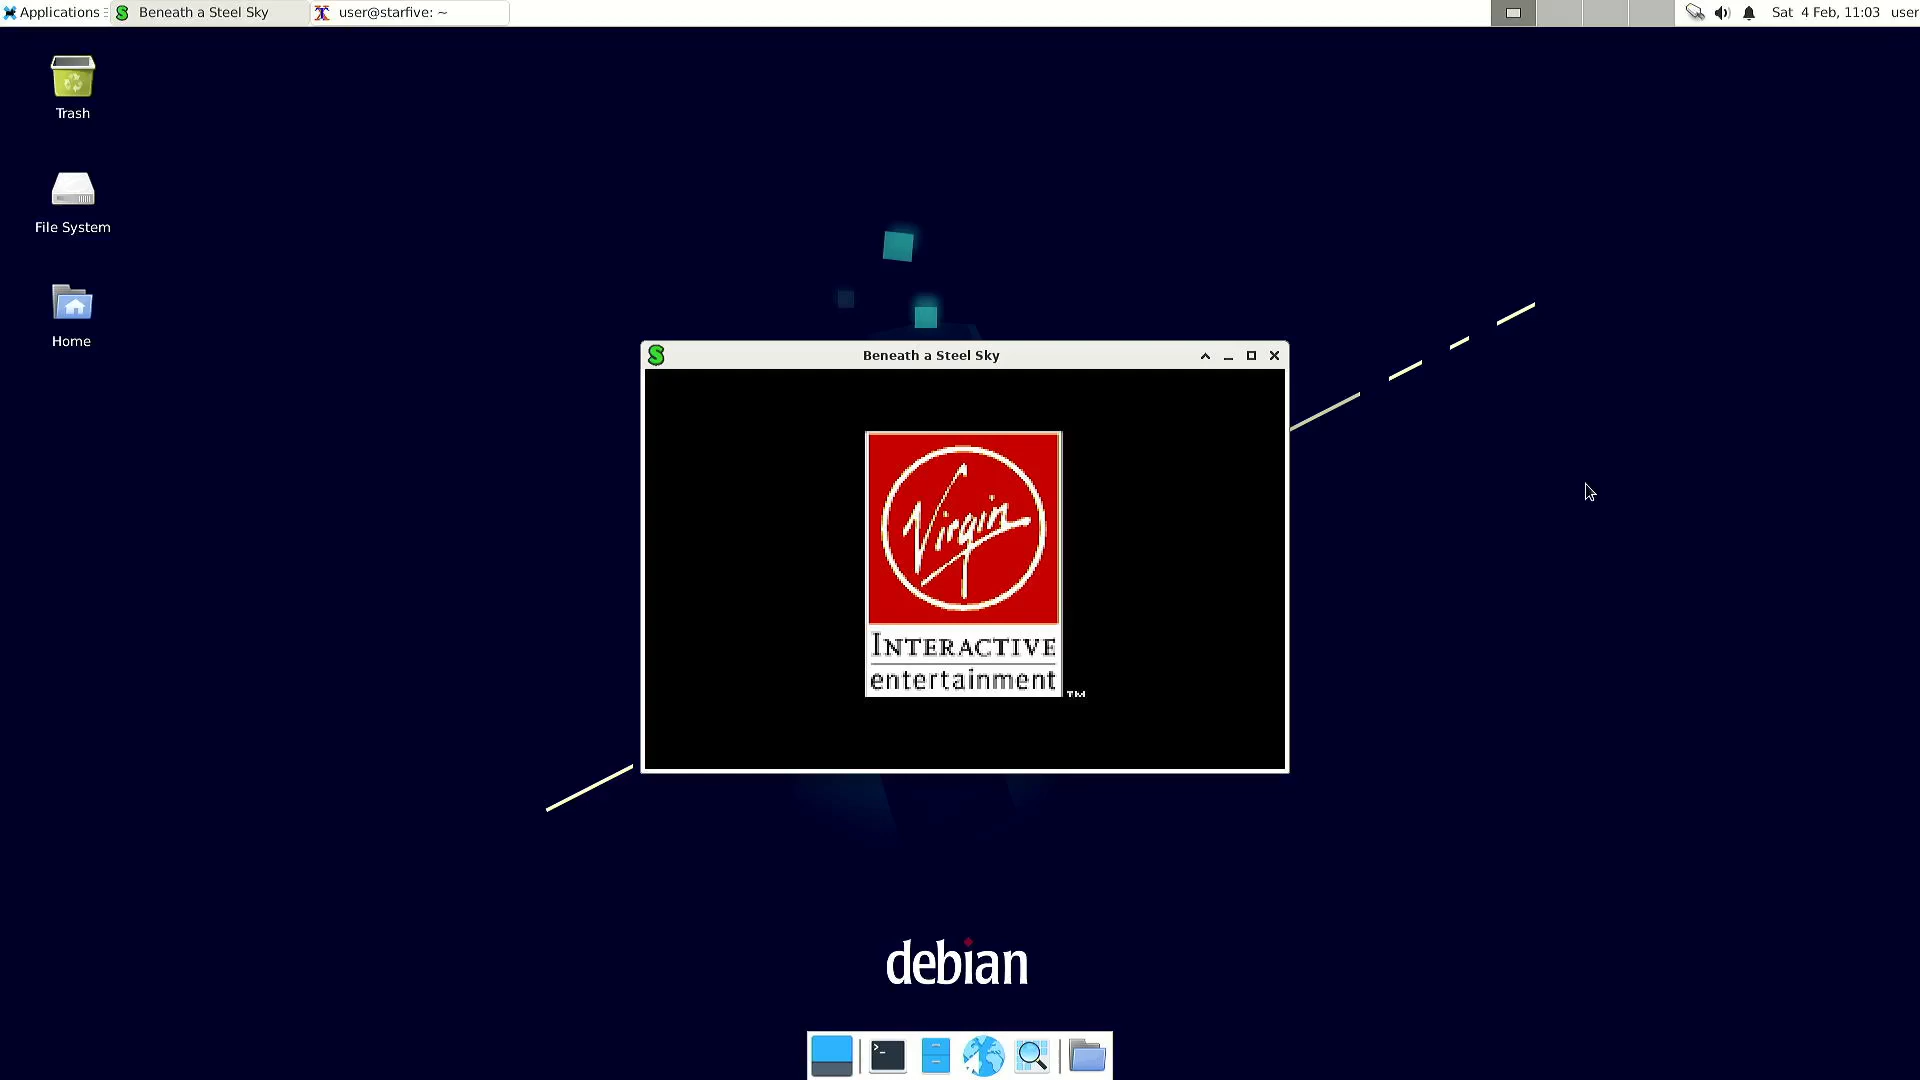 Applications
Beneath a Steel Sky
user@starfive: ~
Sat 4 Feb, 11:03
user
Trash
File System
Home
Beneath a Steel Sky
Virgin
INTERACTIVE
entertainment
TM
debian